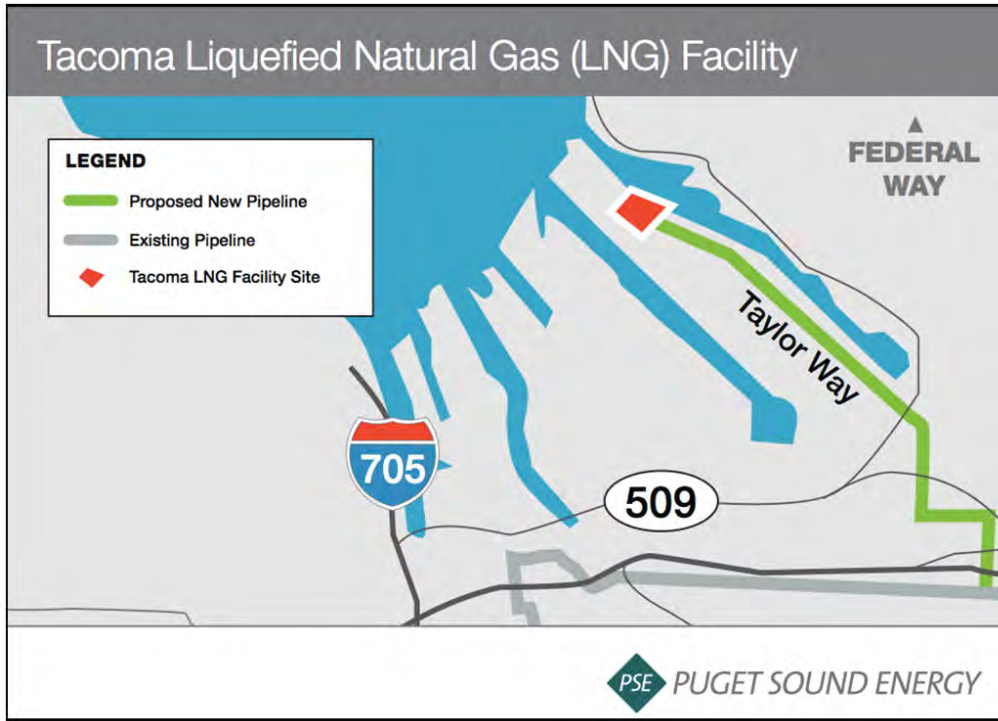 Tacoma Liquefied Natural Gas (LNG) Facility
LEGEND
Proposed New Pipeline
Existing Pipeline
Tacoma LNG Facility Site
FEDERAL
WAY
Taylor Way
705
509
PSE PUGET SOUND ENERGY